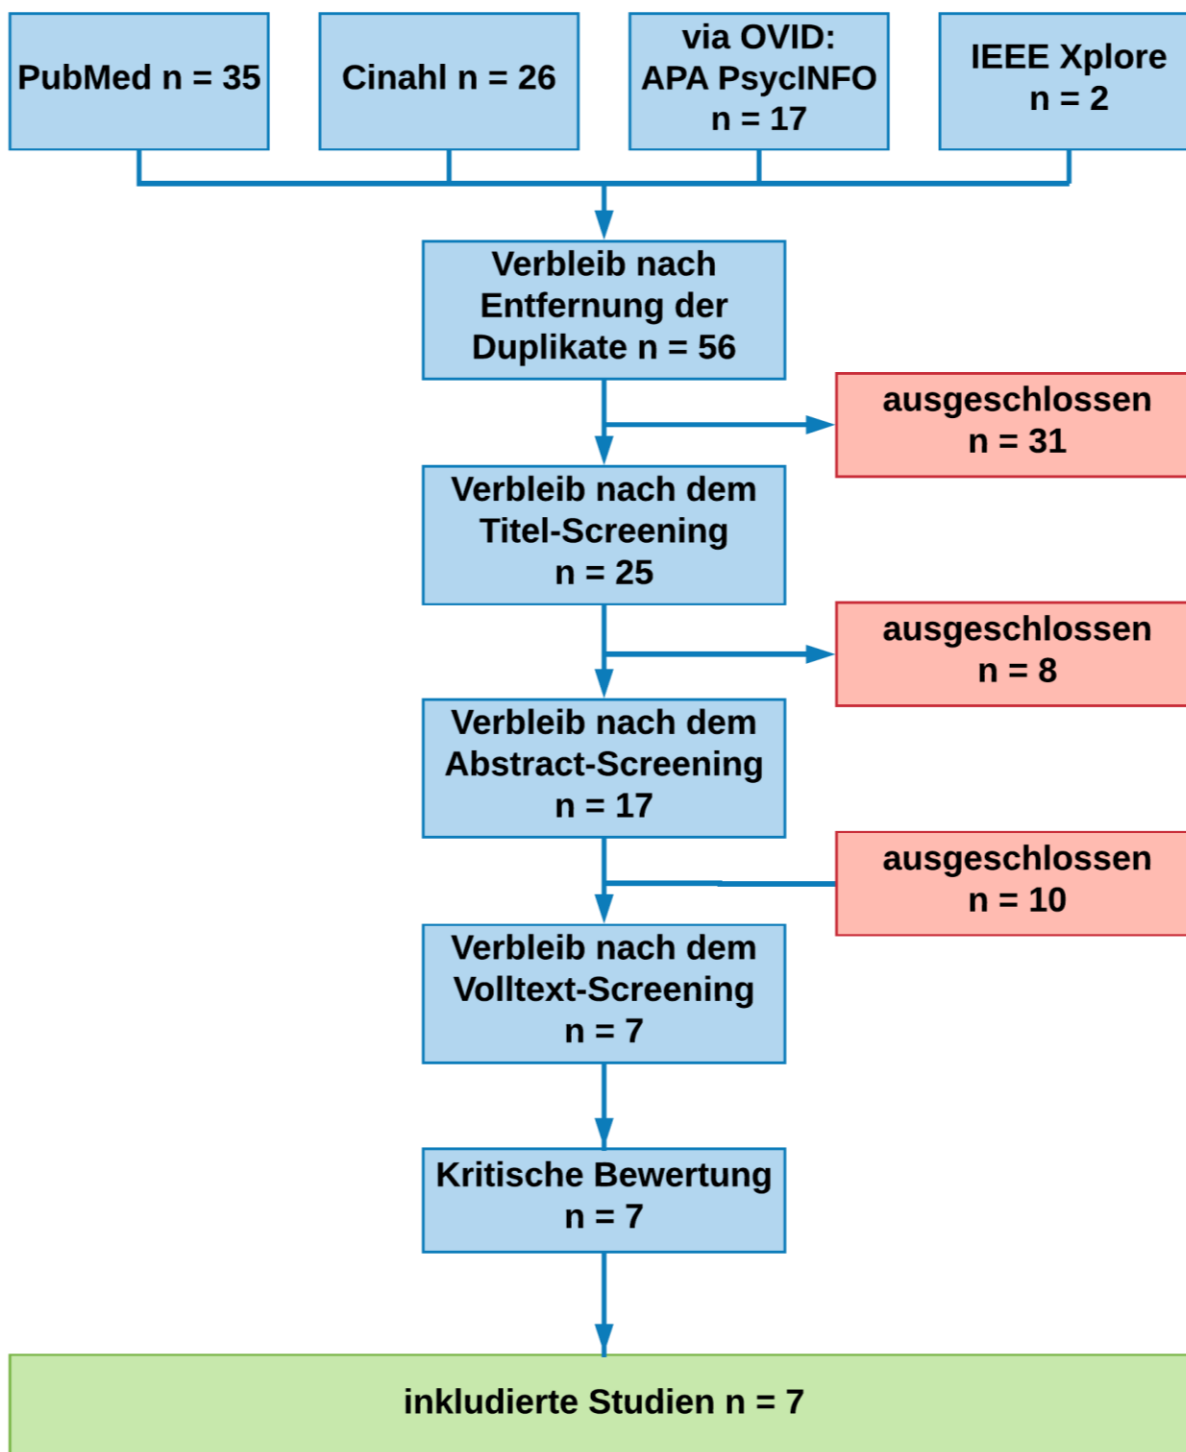 PubMed n = 35
Cinahl n = 26
via OVID:
APA PsycINFO
n = 17
IEEE Xplore
n = 2
Verbleib nach
Entfernung der
Duplikate n = 56
ausgeschlossen
n = 31
Verbleib nach dem
Titel-Screening
n = 25
ausgeschlossen
n = 8
Verbleib nach dem
Abstract-Screening
n = 17
ausgeschlossen
n = 10
Verbleib nach dem
Volltext-Screening
n = 7
Kritische Bewertung
n = 7
inkludierte Studien n = 7